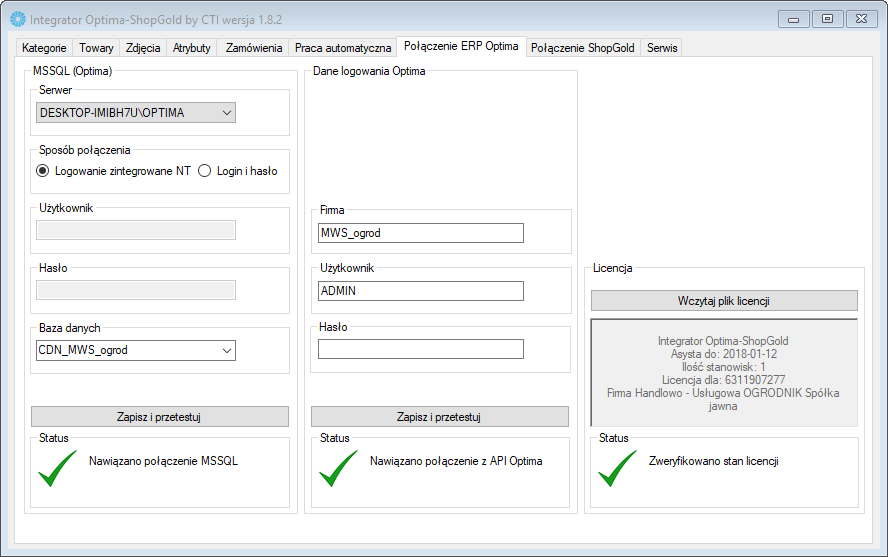 Integrator Optima-ShopGold by CTI wersja 1.8.2
Kategorie Towary Zdjęcia Atrybuty Zamówienia Praca automatyczna Połączenie ERP Optima Połączenie ShopGold Serwis
MSSQL (Optima)
Serwer
DESKTOP-IMIBH7U\OPTIMA
Sposób połączenia
Logowanie zintegrowane NT Login i hasło
Użytkownik
Hasło
Baza danych
CDN_MWS_ogrod
Zapisz i przetestuj
Status
Nawiązano połączenie MSSQL
Dane logowania Optima
Firma
MWS_ogrod
Użytkownik
ADMIN
Hasło
Zapisz i przetestuj
Status
Nawiązano połączenie z API Optima
Licencja
Wczytaj plik licencji
Integrator Optima-ShopGold
Asysta do: 2018-01-12
Ilość stanowisk: 1
Licencja dla: 6311907277
Firma Handlowo - Usługowa OGRODNIK Spółka
jawna
Status
Zweryfikowano stan licencji